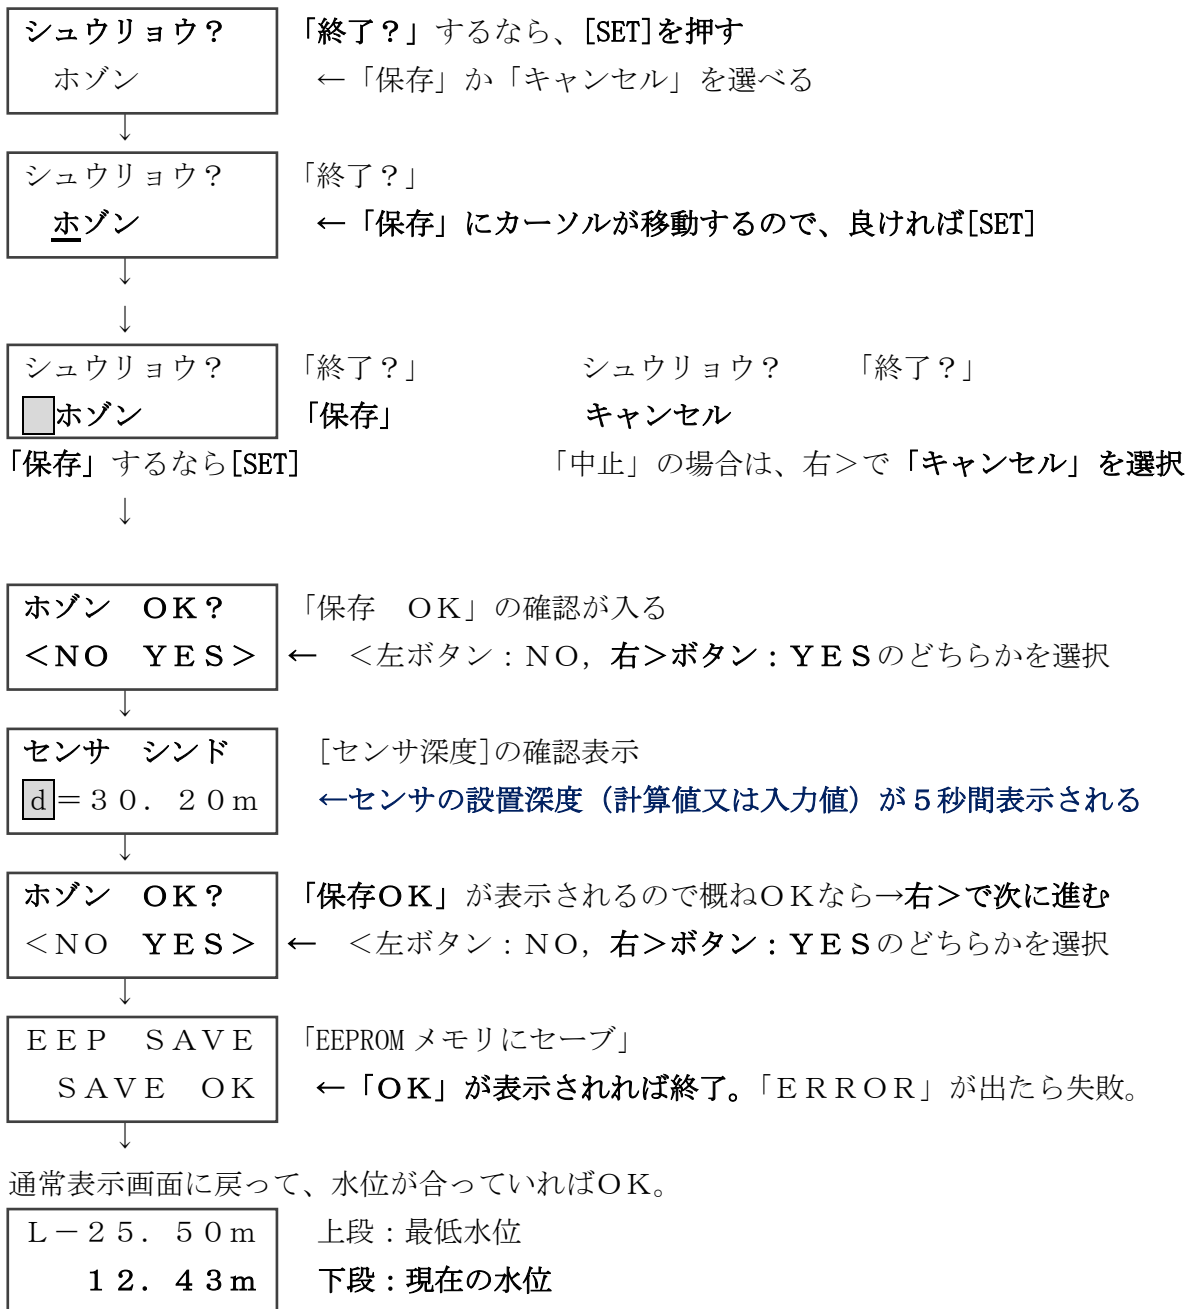 シュウリョウ？ 「終了？」するなら、[SET]を押す
ホゾン ←「保存」か「キャンセル」を選べる
↓
シュウリョウ？ 「終了？」
ホゾン ←「保存」にカーソルが移動するので、良ければ[SET]
↓
↓
シュウリョウ？ 「終了？」 シュウリョウ？ 「終了？」
ホゾン 「保存」 キャンセル
「保存」するなら[SET] 「中止」の場合は、右＞で「キャンセル」を選択
↓
ホゾン ＯＫ？ 「保存 ＯＫ」の確認が入る
＜ＮＯ ＹＥＳ＞ ← ＜左ボタン：ＮＯ，右＞ボタン：ＹＥＳのどちらかを選択
↓
センサ シンド [センサ深度]の確認表示
ｄ＝３０．２０ｍ ←センサの設置深度（計算値又は入力値）が５秒間表示される
↓
ホゾン ＯＫ？ 「保存ＯＫ」が表示されるので概ねＯＫなら→右＞で次に進む
＜ＮＯ ＹＥＳ＞ ← ＜左ボタン：ＮＯ，右＞ボタン：ＹＥＳのどちらかを選択
↓
ＥＥＰ ＳＡＶＥ 「EEPROMメモリにセーブ」
ＳＡＶＥ ＯＫ ←「ＯＫ」が表示されれば終了。「ＥＲＲＯＲ」が出たら失敗。
↓
通常表示画面に戻って、水位が合っていればＯＫ。
Ｌ－２５．５０ｍ 上段：最低水位
１２．４３ｍ 下段：現在の水位